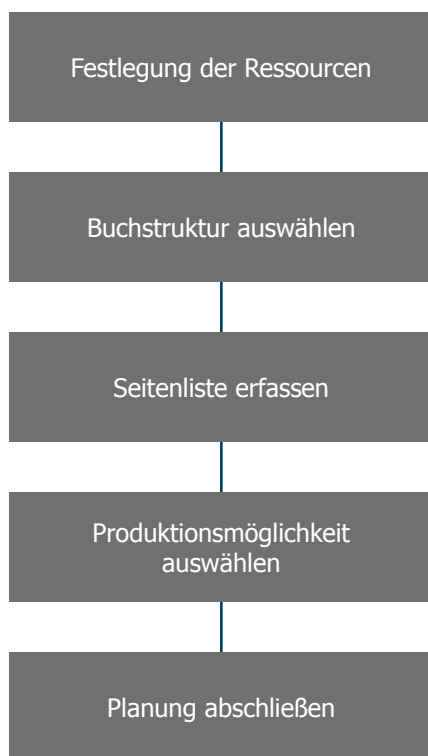 Festlegung der Ressourcen
Buchstruktur auswählen
Seitenliste erfassen
Produktionsmöglichkeit
auswählen
Planung abschließen